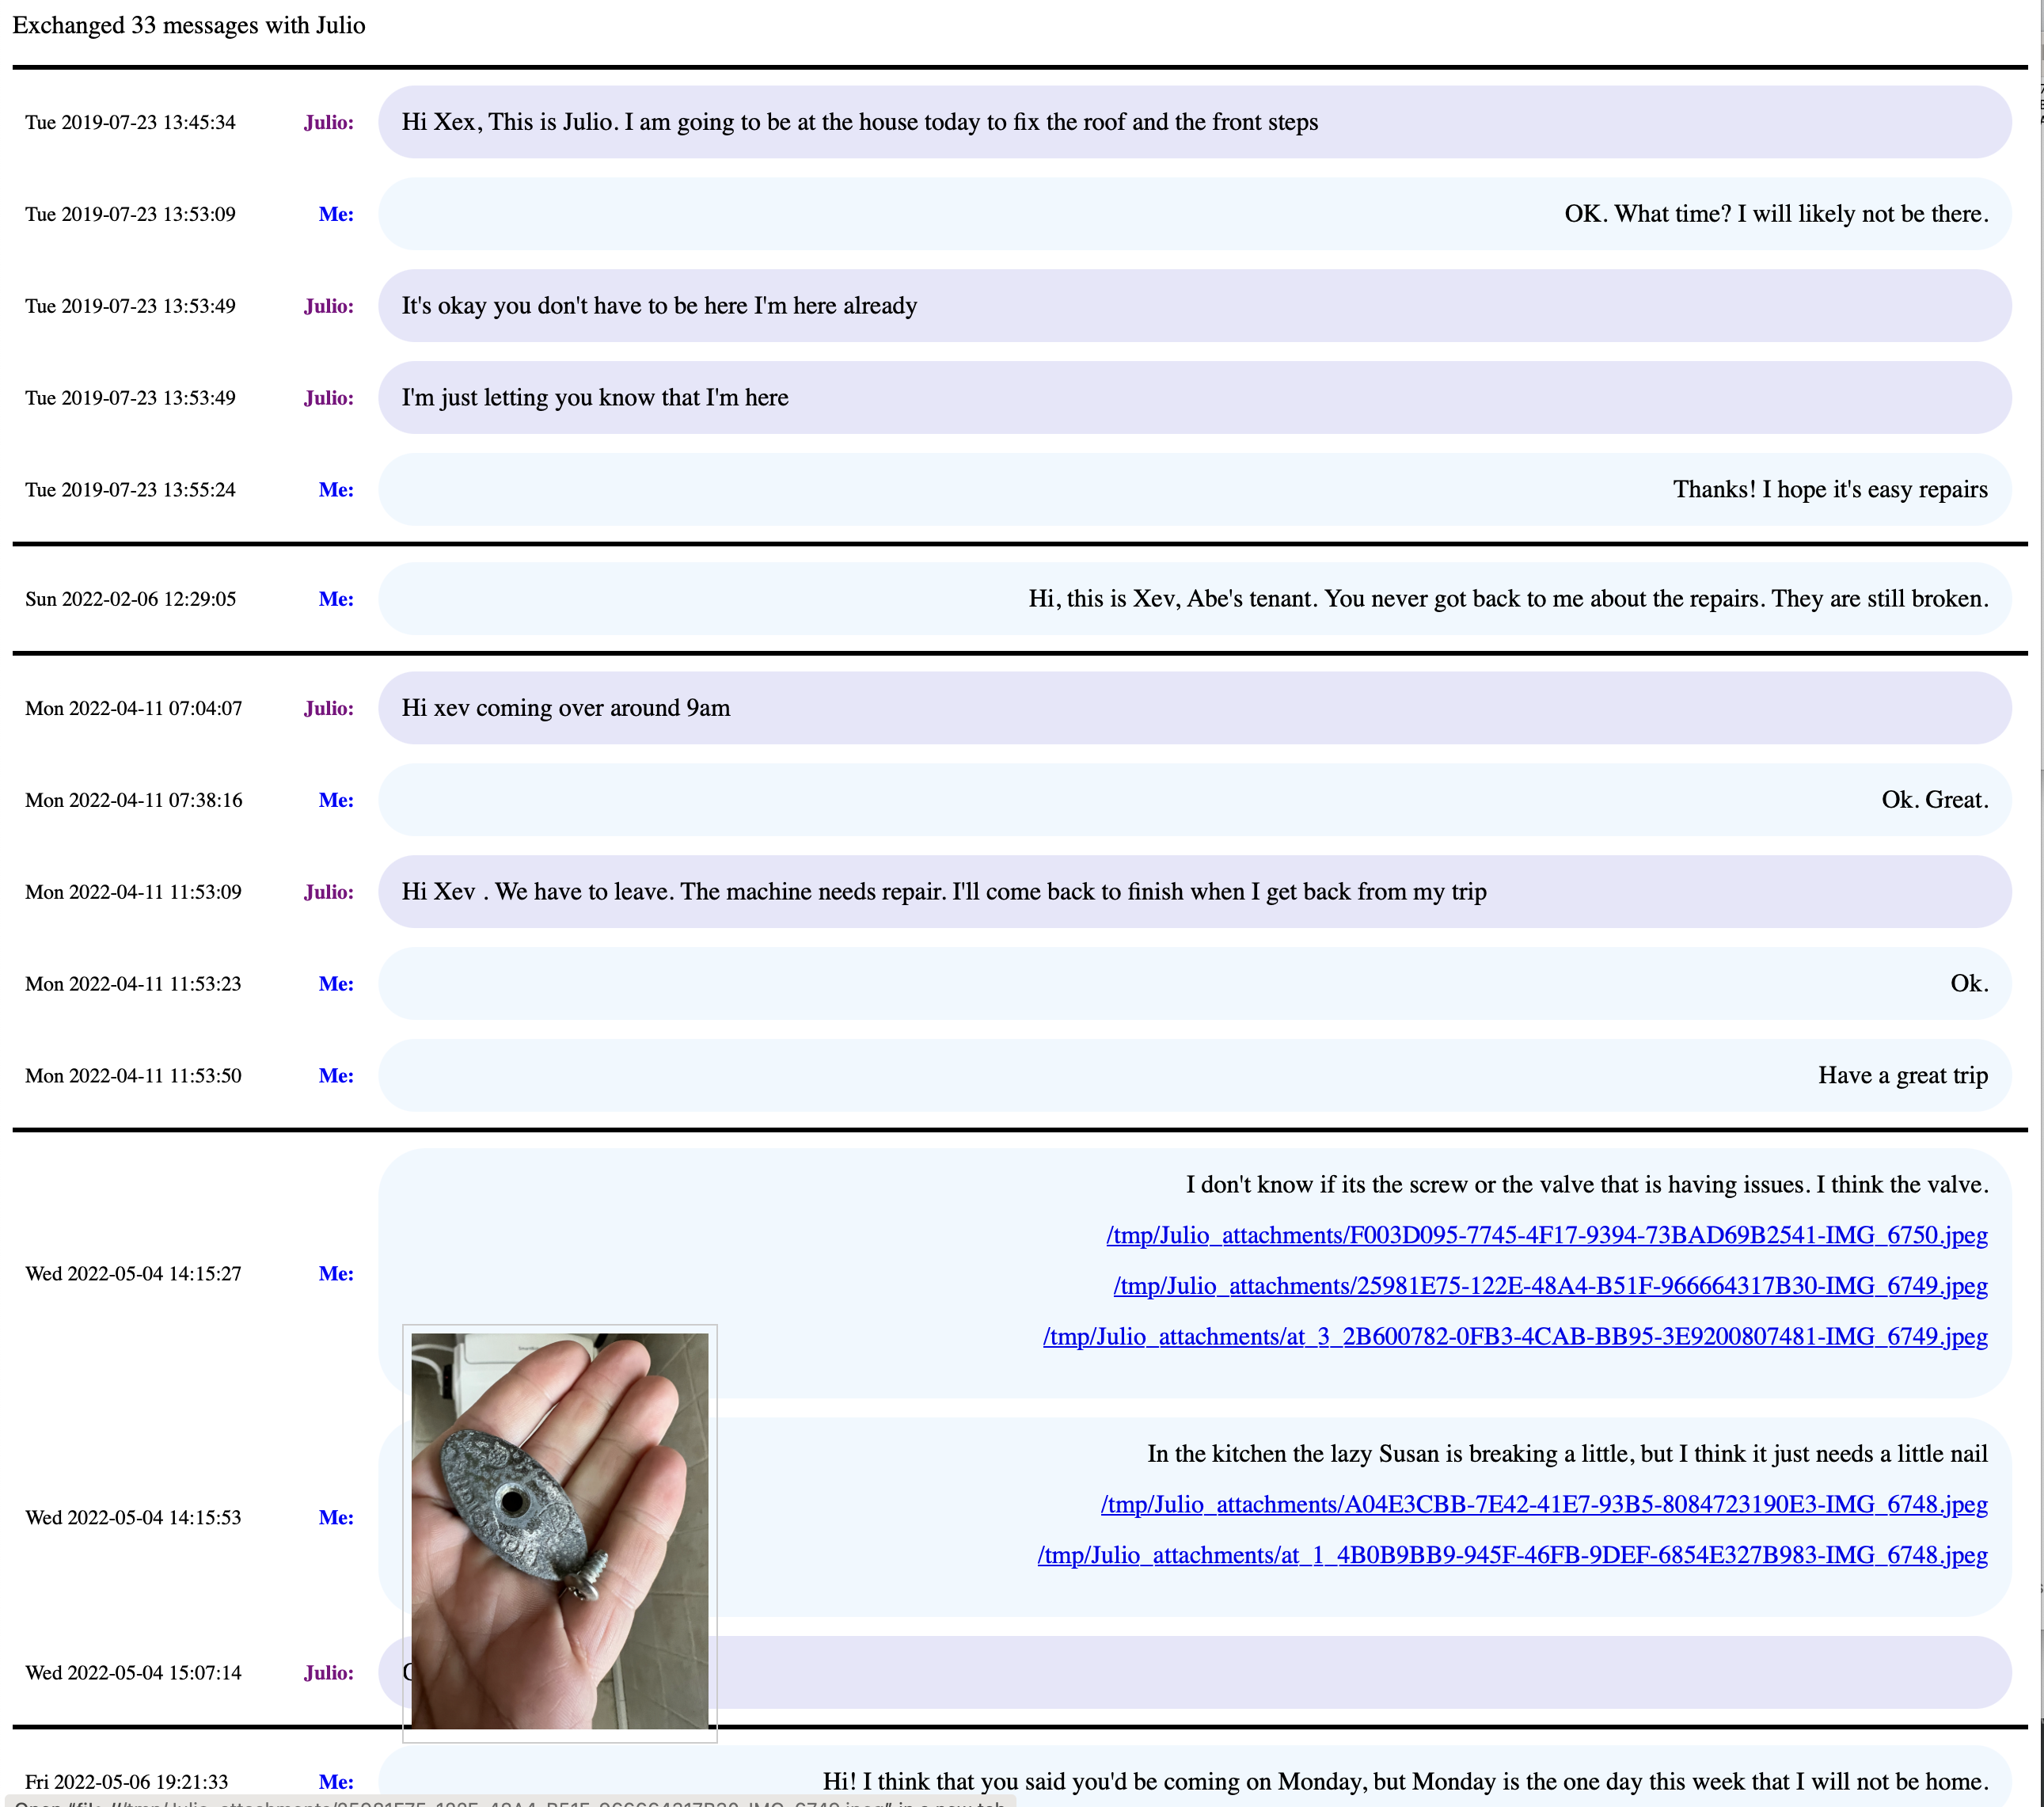 Exchanged 33 messages with Julio
Tue 2019-07-23 13:45:34 Julio: Hi Xex, This is Julio. I am going to be at the house today to fix the roof and the front steps
Tue 2019-07-23 13:53:09 Me: OK. What time? I will likely not be there.
Tue 2019-07-23 13:53:49 Julio: It's okay you don't have to be here I'm here already
Tue 2019-07-23 13:53:49 Julio: I'm just letting you know that I'm here
Tue 2019-07-23 13:55:24 Me: Thanks! I hope it's easy repairs
Sun 2022-02-06 12:29:05 Me: Hi, this is Xev, Abe's tenant. You never got back to me about the repairs. They are still broken.
Mon 2022-04-11 07:04:07 Julio: Hi xev coming over around 9am
Mon 2022-04-11 07:38:16 Me: Ok. Great.
Mon 2022-04-11 11:53:09 Julio: Hi Xev . We have to leave. The machine needs repair. I'll come back to finish when I get back from my trip
Mon 2022-04-11 11:53:23 Me: Ok.
Mon 2022-04-11 11:53:50 Me: Have a great trip
I don't know if its the screw or the valve that is having issues. I think the valve.
/tmp/Julio_attachments/F003D095-7745-4F17-9394-73BAD69B2541-IMG_6750.jpeg
Wed 2022-05-04 14:15:27 Me:
/tmp/Julio_attachments/25981E75-122E-48A4-B51F-966664317B30-IMG_6749.jpeg
/tmp/Julio_attachments/at_3_2B600782-0FB3-4CAB-BB95-3E9200807481-IMG_6749.jpeg
In the kitchen the lazy Susan is breaking a little, but I think it just needs a little nail
/tmp/Julio_attachments/A04E3CBB-7E42-41E7-93B5-8084723190E3-IMG_6748.jpeg
Wed 2022-05-04 14:15:53 Me:
/tmp/Julio_attachments/at_1_4B0B9BB9-945F-46FB-9DEF-6854E327B983-IMG_6748.jpeg
Wed 2022-05-04 15:07:14 Julio:
Fri 2022-05-06 19:21:33 Me: Hi! I think that you said you'd be coming on Monday, but Monday is the one day this week that I will not be home.